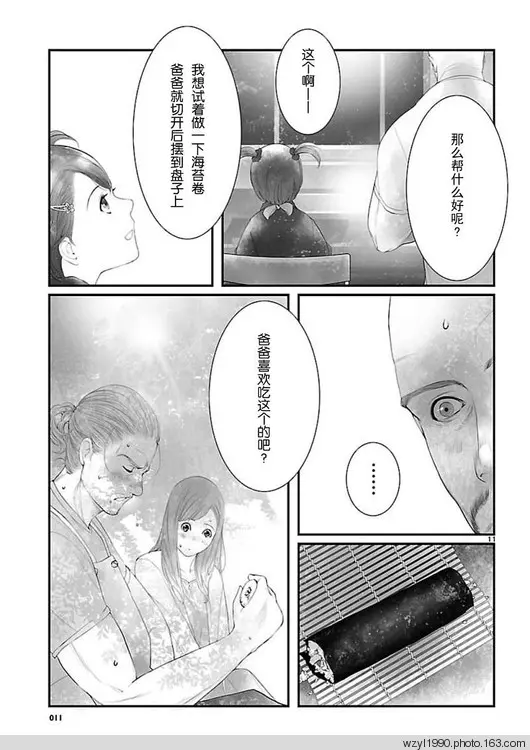 那么帮什么好呢？
这个啊——
我想试着做一下海苔卷
爸爸就切开后摆到盘子上
……
爸爸喜欢吃这个的吧？
11
011
wzyl1990.photo.163.com